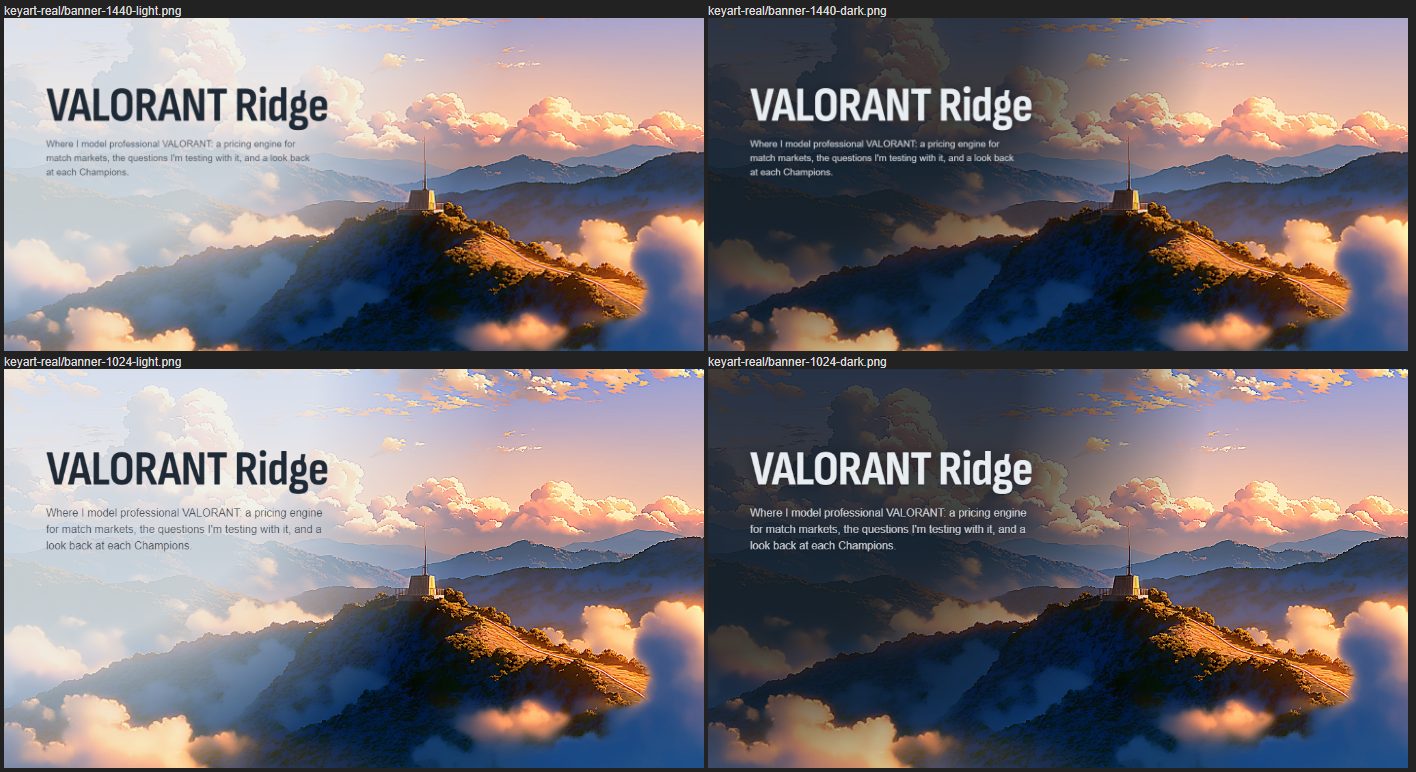 keyart-real/banner-1440-light.png
VALORANT Ridge
Where I model professional VALORANT: a pricing engine for
match markets, the questions I'm testing with it, and a look back
at each Champions.
keyart-real/banner-1440-dark.png
VALORANT Ridge
Where I model professional VALORANT: a pricing engine for
match markets, the questions I'm testing with it, and a look back
at each Champions.
keyart-real/banner-1024-light.png
VALORANT Ridge
Where I model professional VALORANT: a pricing engine
for match markets, the questions I'm testing with it, and a
look back at each Champions.
keyart-real/banner-1024-dark.png
VALORANT Ridge
Where I model professional VALORANT: a pricing engine
for match markets, the questions I'm testing with it, and a
look back at each Champions.